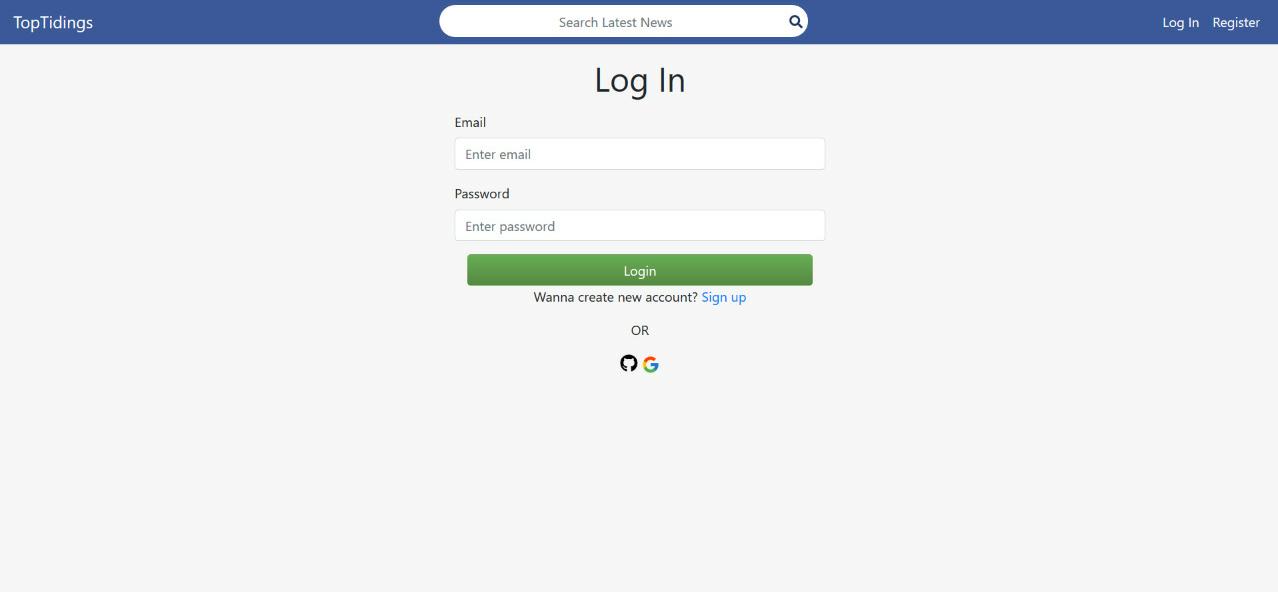 TopTidings
Search Latest News
Log In Register
Log In
Email
Enter email
Password
Enter password
Login
Wanna create new account? Sign up
OR